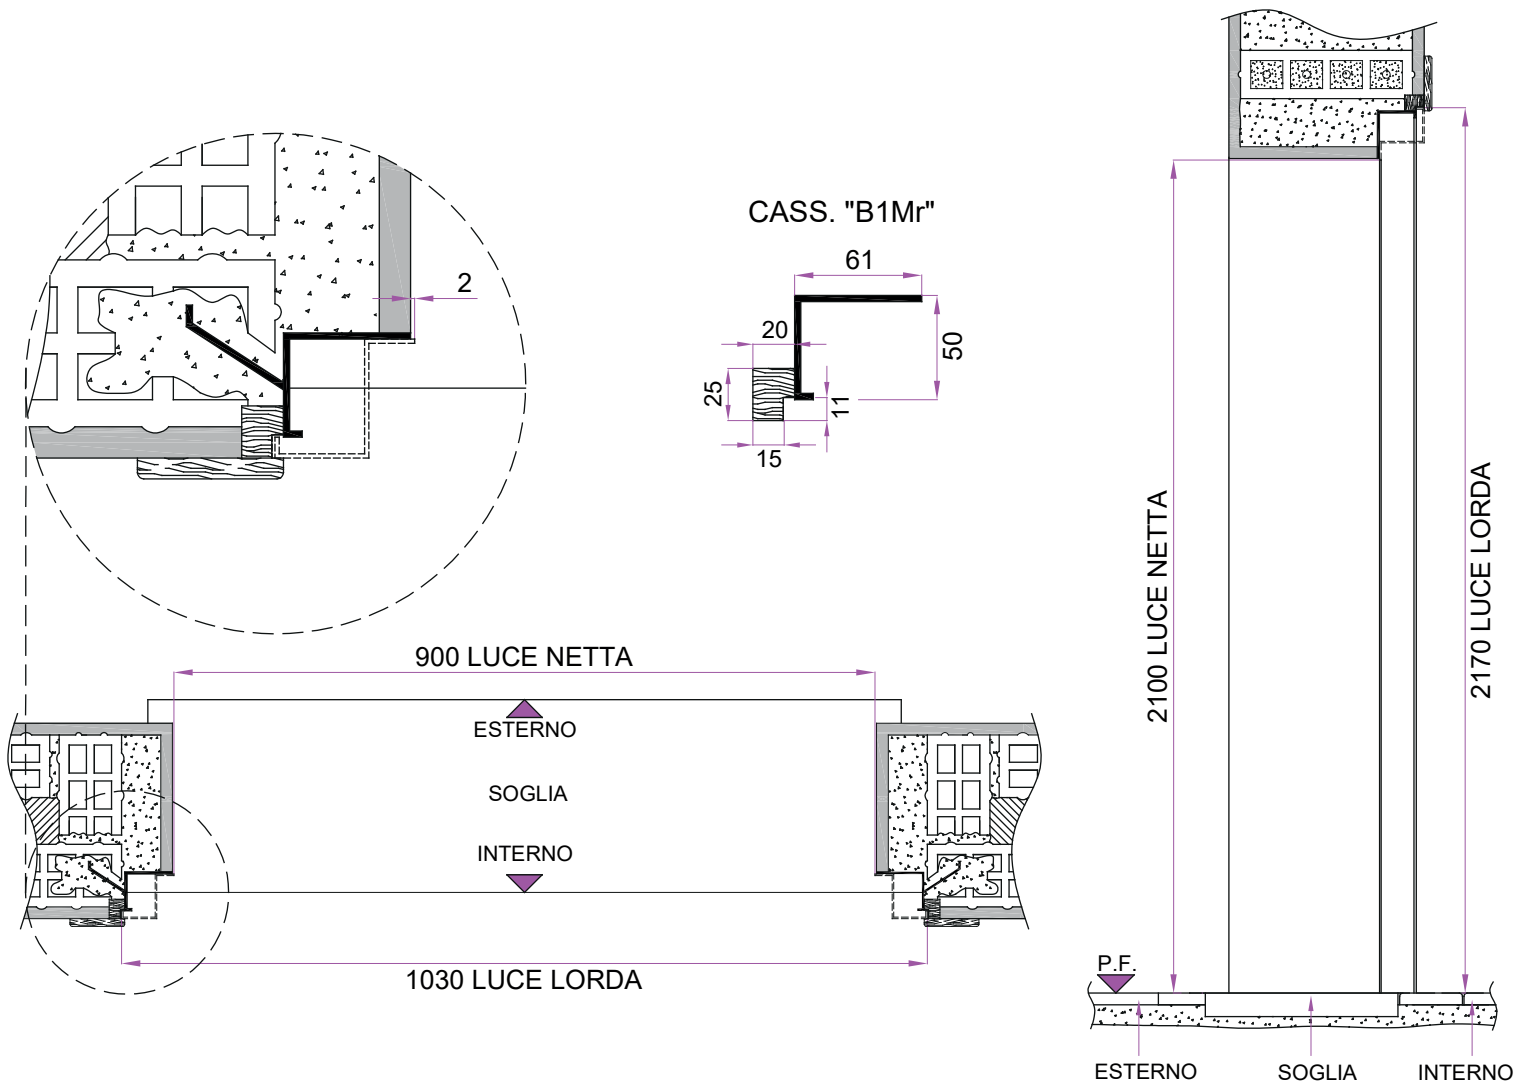 CASS. "B1Mr"
61
2
20
50
25
11
15
900 LUCE NETTA
ESTERNO
SOGLIA
INTERNO
1030 LUCE LORDA
2100 LUCE NETTA
2170 LUCE LORDA
P.F.
ESTERNO
SOGLIA
INTERNO